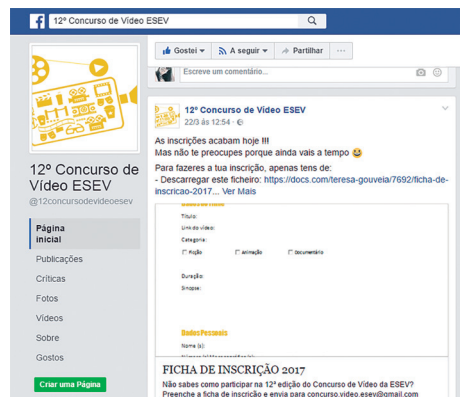 12º Concurso de Vídeo ESEV
Gostei
A seguir
Partilhar
Escreve um comentário...
12º Concurso de Vídeo ESEV
@12concursodevideoesev
Página inicial
Publicações
Críticas
Fotos
Vídeos
Sobre
Gostos
Criar uma Página
12º Concurso de Vídeo ESEV
22/3 às 12:54
As inscrições acabam hoje !!!
Mas não te preocupes porque ainda vais a tempo
Para fazeres a tua inscrição, apenas tens de:
- Descarregar este ficheiro: https://docs.com/teresa-gouveia/7692/ficha-de-
inscricao-2017... Ver Mais
Título:
Link do vídeo:
Categoria:
Ficção Animação Documentário
Duração:
Sinopse:
Dados Pessoais
Nome (s):
FICHA DE INSCRIÇÃO 2017
Não sabes como participar na 12ª edição do Concurso de Vídeo da ESEV?
Preenche a ficha de inscrição e envia para concurso.video.esev@gmail.com